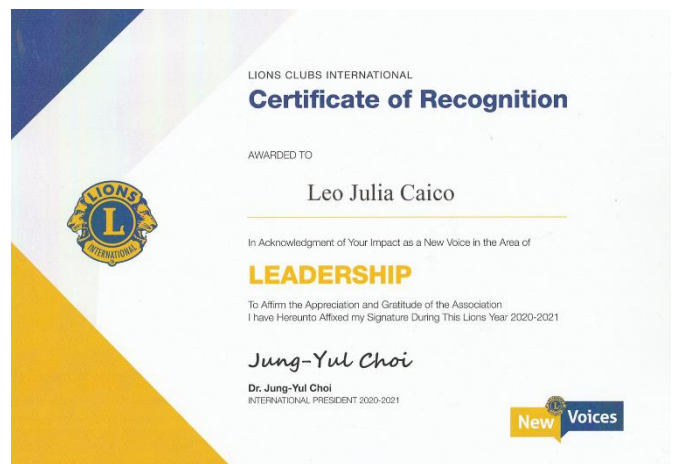 LIONS CLUBS INTERNATIONAL
Certificate of Recognition
AWARDED TO
Leo Julia Caico
In Acknowledgment of Your Impact as a New Voice in the Area of
LIONS
L
INTERNATIONAL
LEADERSHIP
To Affirm the Appreciation and Gratitude of the Association
I have Hereunto Affixed my Signature During This Lions Year 2020-2021
Jung-Yul Choi
Dr. Jung-Yul Choi
INTERNATIONAL PRESIDENT 2020-2021
New Voices